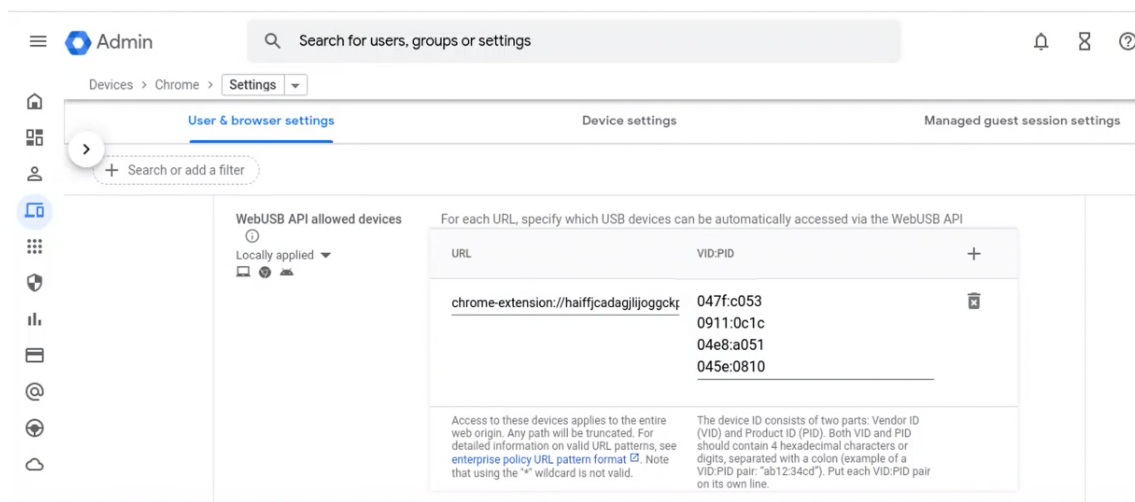 Admin
Search for users, groups or settings
Devices > Chrome > Settings
User & browser settings
Device settings
Managed guest session settings
+ Search or add a filter
WebUSB API allowed devices
For each URL, specify which USB devices can be automatically accessed via the WebUSB API
Locally applied
URL
VID:PID
chrome-extension://haiffjcadagjlijoggckp
047f:c053
0911:0c1c
04e8:a051
045e:0810
Access to these devices applies to the entire
web origin. Any path will be truncated. For
detailed information on valid URL patterns, see
enterprise policy URL pattern format. Note
that using the "*" wildcard is not valid.
The device ID consists of two parts: Vendor ID
(VID) and Product ID (PID). Both VID and PID
should contain 4 hexadecimal characters or
digits, separated with a colon (example of a
VID:PID pair: "ab12:34cd"). Put each VID:PID pair
on its own line.